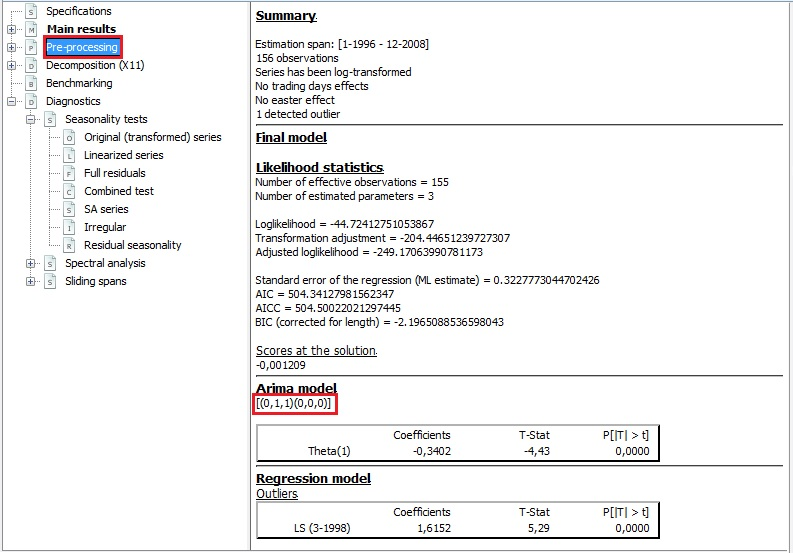 Specifications
Main results
Pre-processing
Decomposition (X11)
Benchmarking
Diagnostics
Seasonality tests
Original (transformed) series
Linearized series
Full residuals
Combined test
SA series
Irregular
Residual seasonality
Spectral analysis
Sliding spans
Summary
Estimation span: [1-1996 - 12-2008]
156 observations
Series has been log-transformed
No trading days effects
No easter effect
1 detected outlier
Final model
Likelihood statistics
Number of effective observations = 155
Number of estimated parameters = 3
Loglikelihood = -44.72412751053867
Transformation adjustment = -204.44651239727307
Adjusted loglikelihood = -249.17063990781173
Standard error of the regression (ML estimate) = 0.3227773044702426
AIC = 504.34127981562347
AICC = 504.50022021297445
BIC (corrected for length) = -2.1965088536598043
Scores at the solution
-0,001209
Arima model
[(0,1,1)(0,0,0)]
Coefficients T-Stat P[|T| > t]
Theta(1) -0,3402 -4,43 0,0000
Regression model
Outliers
Coefficients T-Stat P[|T| > t]
LS (3-1998) 1,6152 5,29 0,0000